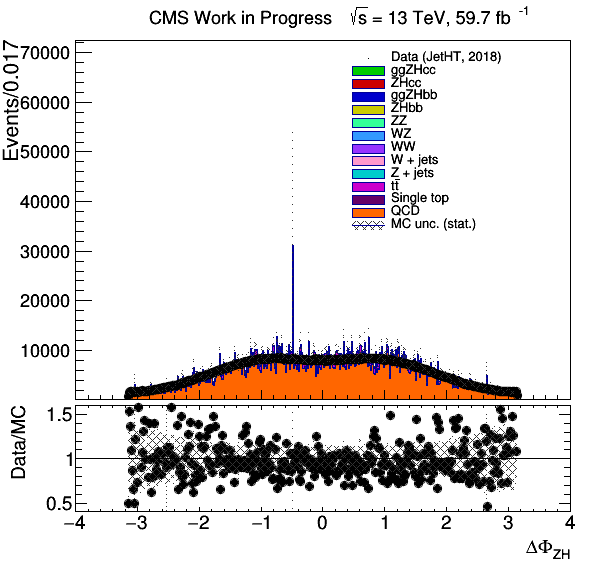 CMS Work in Progress √s = 13 TeV, 59.7 fb⁻¹
Events/0.017
70000
60000
50000
40000
30000
20000
10000
Data (JetHT, 2018)
ggZHcc
ZHcc
ggZHbb
ZHbb
ZZ
WZ
WW
W + jets
Z + jets
tt̄
Single top
QCD
MC unc. (stat.)
Data/MC
1.5
1
0.5
−4 −3 −2 −1 0 1 2 3 4
ΔΦ_ZH